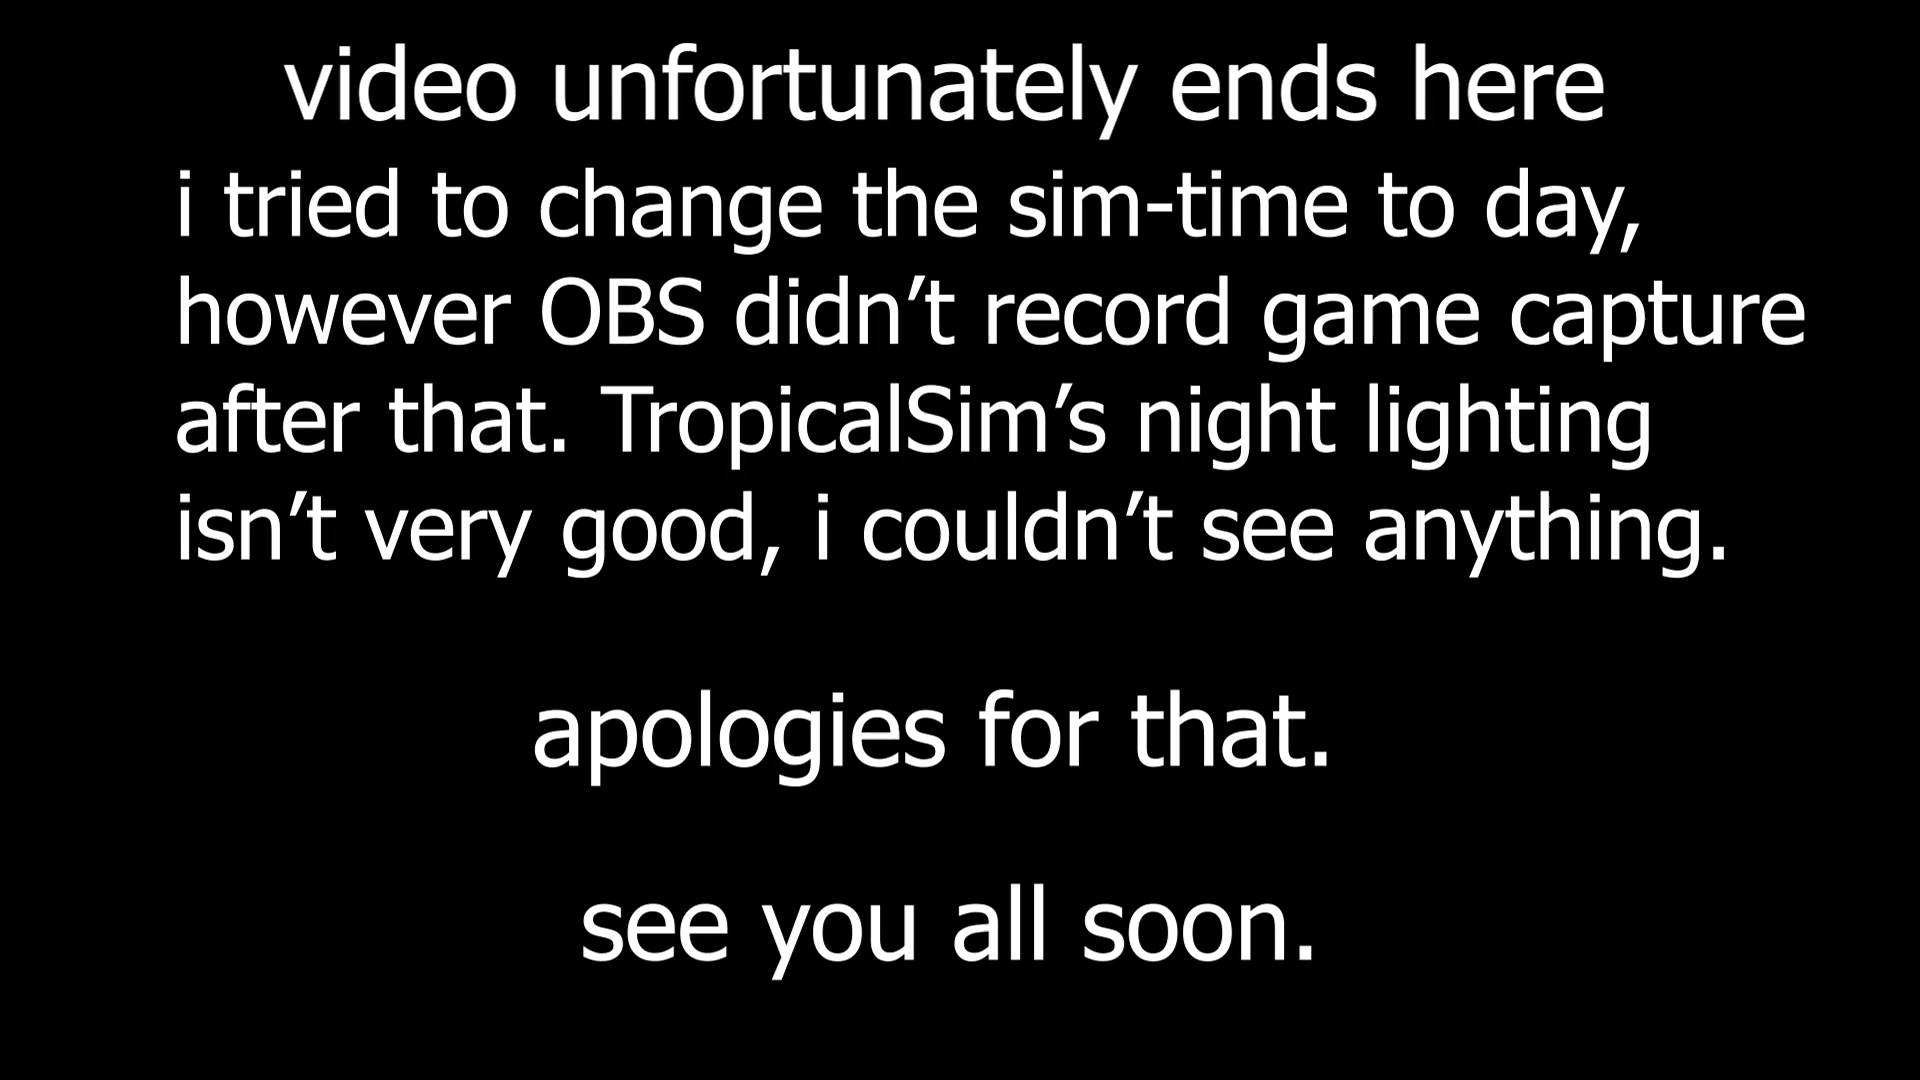 video unfortunately ends here
i tried to change the sim-time to day,
however OBS didn’t record game capture
after that. TropicalSim’s night lighting
isn’t very good, i couldn’t see anything.
apologies for that.
see you all soon.